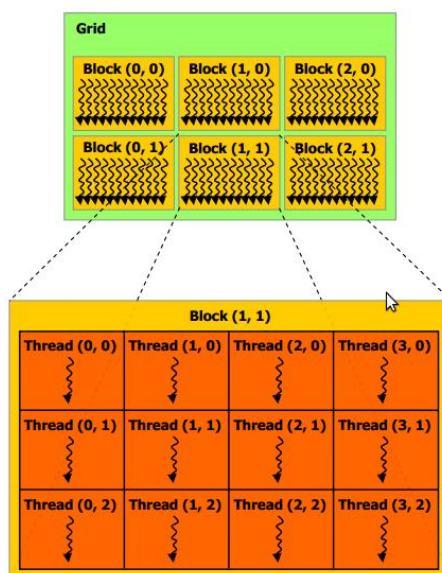 Grid
Block (0, 0) Block (1, 0) Block (2, 0)
Block (0, 1) Block (1, 1) Block (2, 1)
Block (1, 1)
Thread (0, 0) Thread (1, 0) Thread (2, 0) Thread (3, 0)
Thread (0, 1) Thread (1, 1) Thread (2, 1) Thread (3, 1)
Thread (0, 2) Thread (1, 2) Thread (2, 2) Thread (3, 2)